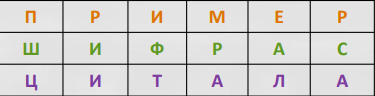 П Р И М Е Р
Ш И Ф Р А С
Ц И Т А Л А